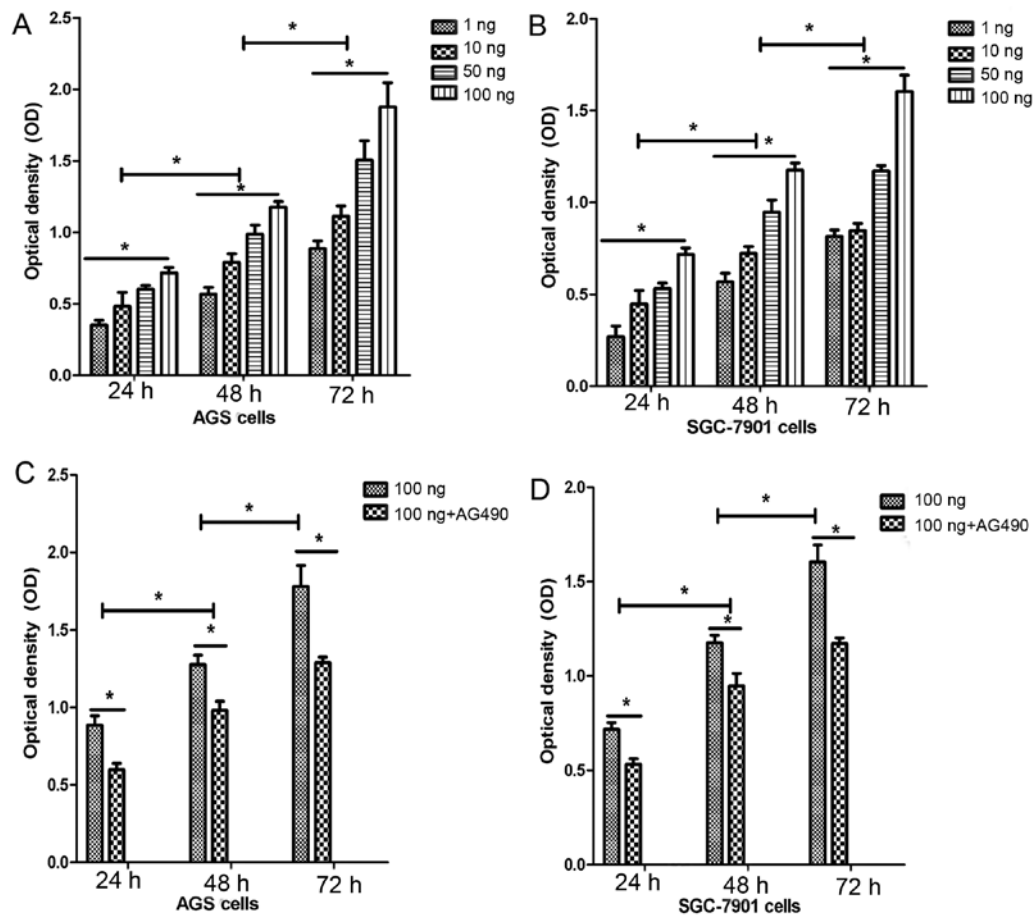 A
Optical density (OD)
2.5
2.0
1.5
1.0
0.5
0.0
*
*
*
*
*
1 ng
10 ng
50 ng
100 ng
24 h
48 h
72 h
AGS cells
B
Optical density (OD)
2.0
1.5
1.0
0.5
0.0
*
*
*
*
*
1 ng
10 ng
50 ng
100 ng
24 h
48 h
72 h
SGC-7901 cells
C
Optical density (OD)
2.5
2.0
1.5
1.0
0.5
0.0
*
*
*
*
*
100 ng
100 ng+AG490
24 h
48 h
72 h
AGS cells
D
Optical density (OD)
2.0
1.5
1.0
0.5
0.0
*
*
*
*
*
100 ng
100 ng+AG490
24 h
48 h
72 h
SGC-7901 cells